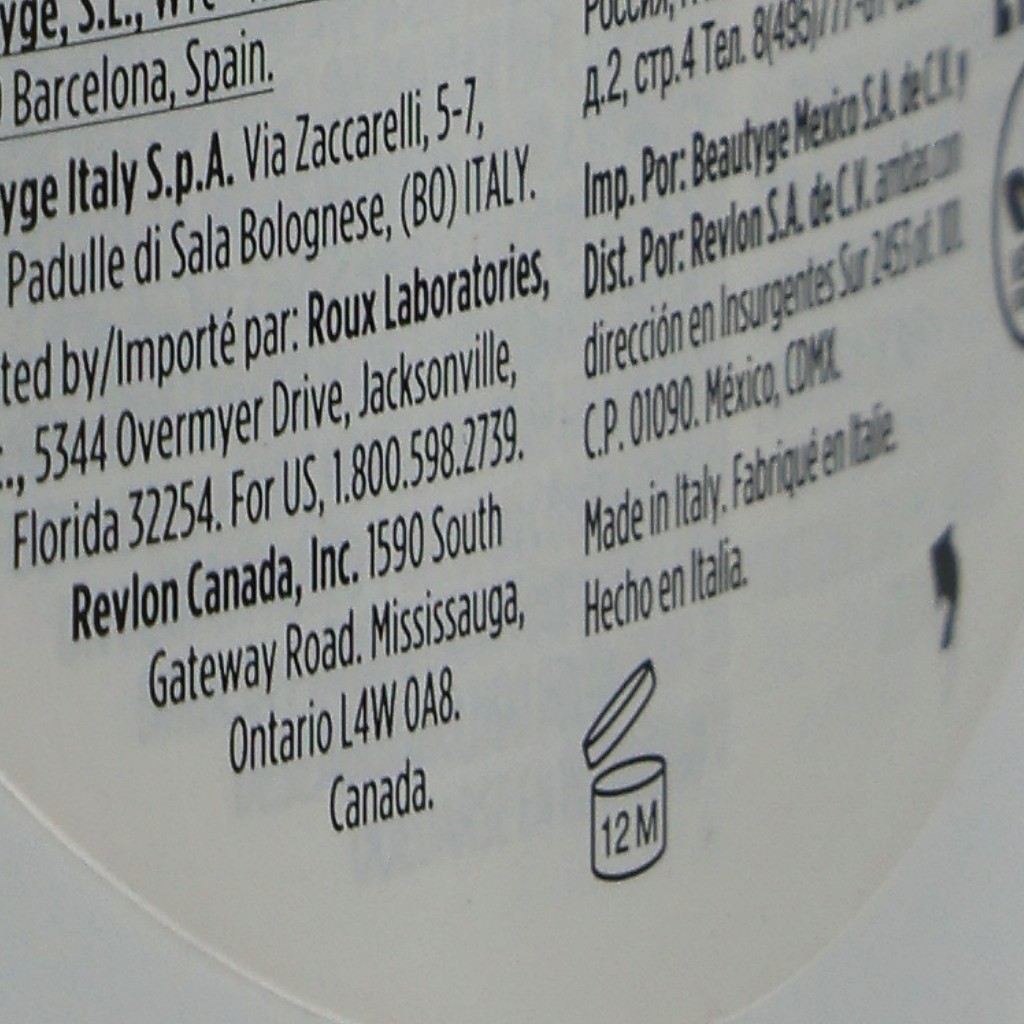 yge, S.L.,
Barcelona, Spain.
yge Italy S.p.A. Via Zaccarelli, 5-7,
Padulle di Sala Bolognese, (BO) ITALY.
ted by/Importé par: Roux Laboratories,
., 5344 Overmyer Drive, Jacksonville,
Florida 32254. For US, 1.800.598.2739.
Revlon Canada, Inc. 1590 South
Gateway Road. Mississauga,
Ontario L4W 0A8.
Canada.
д.2, стр.4 Тел.
Imp. Por: Beautyge Mexico S.A. de C.V. y
Dist. Por: Revlon S.A. de C.V. ambas con
dirección en Insurgentes Sur
C.P. 01090. México, CDMX.
Made in Italy. Fabriqué en Italie.
Hecho en Italia.
12 M